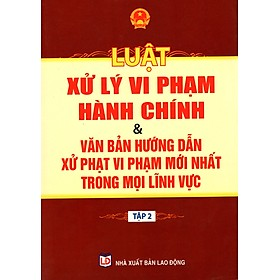 LUẬT
XỬ LÝ VI PHẠM
HÀNH CHÍNH
&
VĂN BẢN HƯỚNG DẪN
XỬ PHẠT VI PHẠM MỚI NHẤT
TRONG MỌI LĨNH VỰC
TẬP 2
NHÀ XUẤT BẢN LAO ĐỘNG